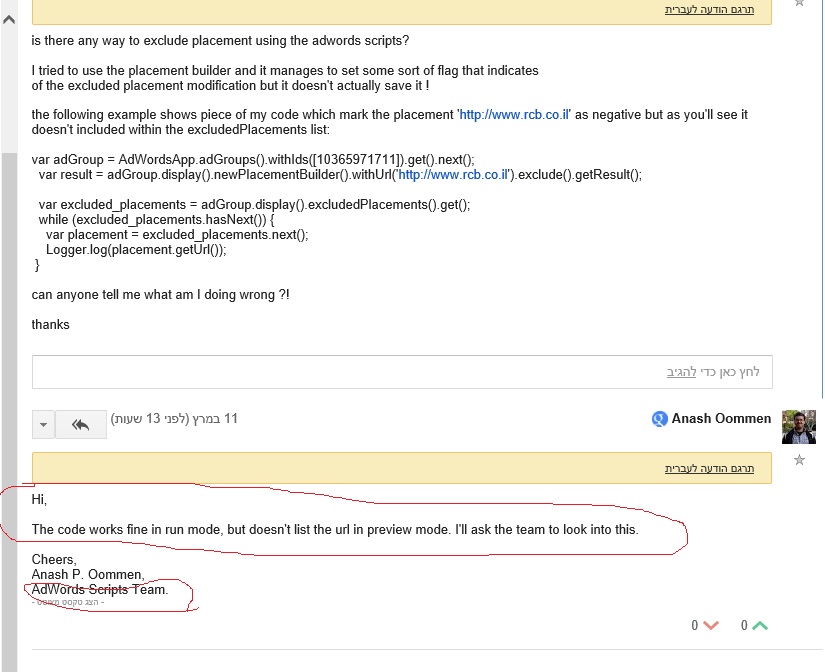 תרגם הודעה לעברית
is there any way to exclude placement using the adwords scripts?
I tried to use the placement builder and it manages to set some sort of flag that indicates
of the excluded placement modification but it doesn't actually save it !
the following example shows piece of my code which mark the placement 'http://www.rcb.co.il' as negative but as you'll see it
doesn't included within the excludedPlacements list:
var adGroup = AdWordsApp.adGroups().withIds([10365971711]).get().next();
var result = adGroup.display().newPlacementBuilder().withUrl('http://www.rcb.co.il').exclude().getResult();
var excluded_placements = adGroup.display().excludedPlacements().get();
while (excluded_placements.hasNext()) {
var placement = excluded_placements.next();
Logger.log(placement.getUrl());
}
can anyone tell me what am I doing wrong ?!
thanks
לחץ כאן כדי להגיב
Anash Oommen
11 במרץ (לפני 13 שעות)
תרגם הודעה לעברית
Hi,
The code works fine in run mode, but doesn't list the url in preview mode. I'll ask the team to look into this.
Cheers,
Anash P. Oommen,
AdWords Scripts Team.
- הצג טקסט מצוטט -
0 0